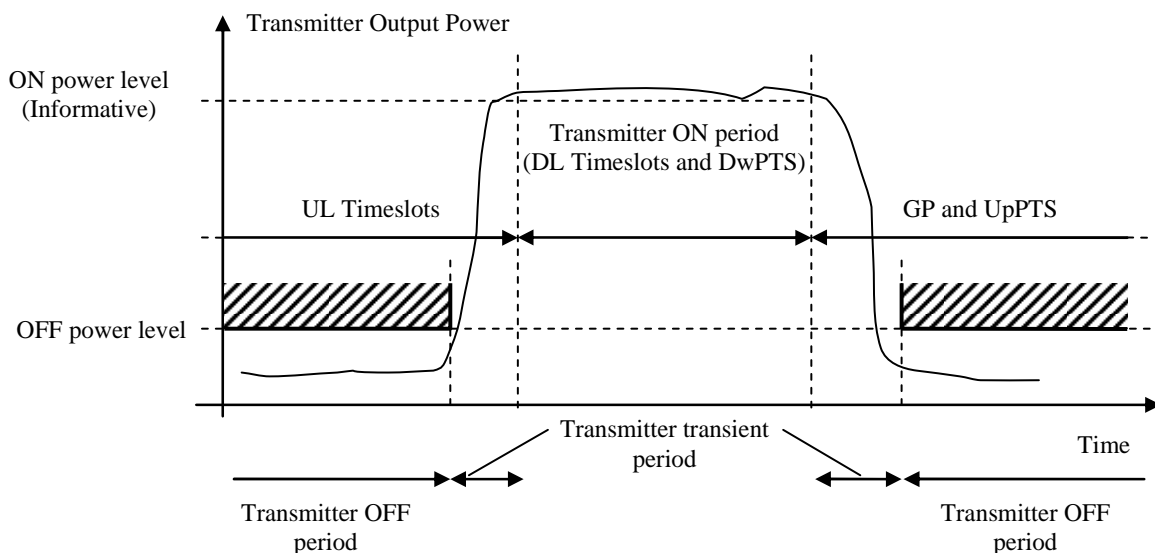 Transmitter Output Power
ON power level
(Informative)
Transmitter ON period
(DL Timeslots and DwPTS)
UL Timeslots
GP and UpPTS
OFF power level
Transmitter transient
period
Time
Transmitter OFF
period
Transmitter OFF
period